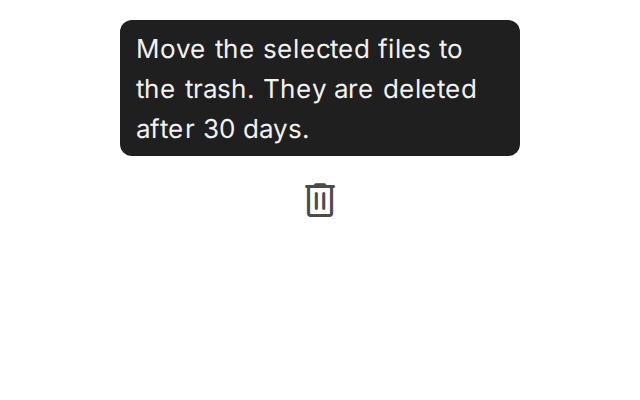 Move the selected files to
the trash. They are deleted
after 30 days.